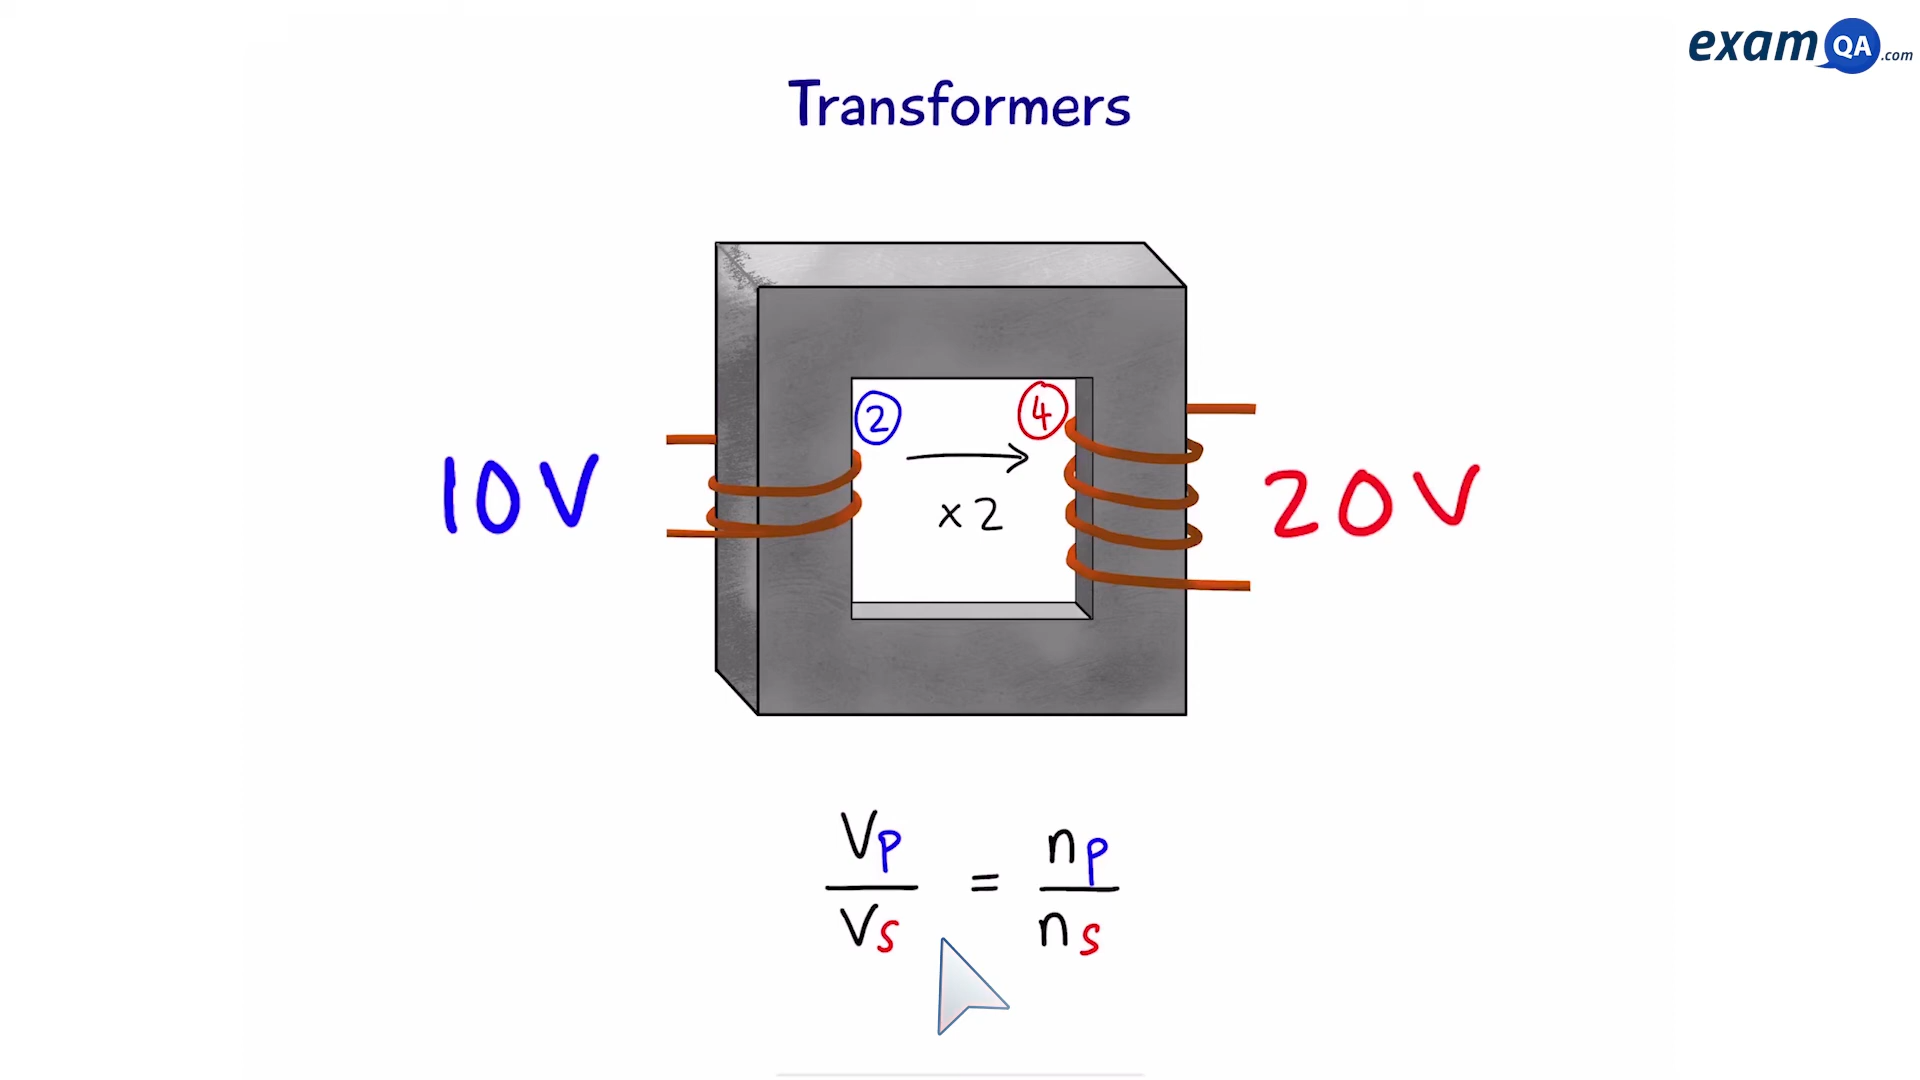 examQA.com
Transformers
2 4
10V x2 20V
Vp/Vs = np/ns